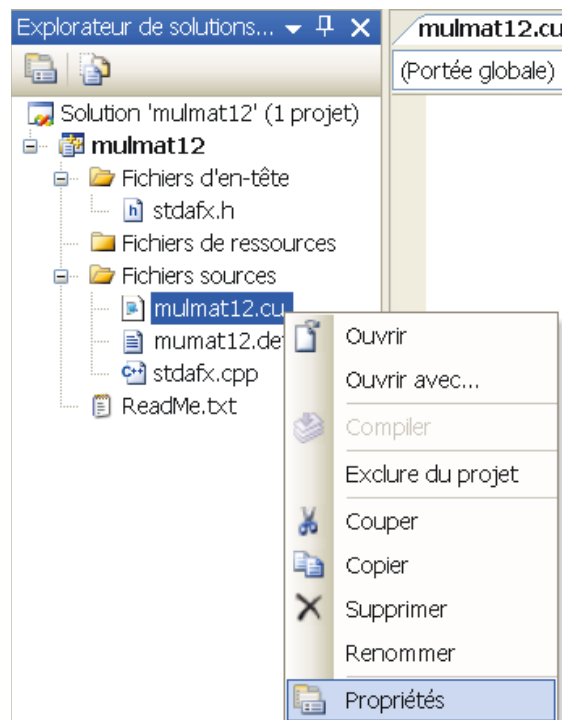 Explorateur de solutions...
mulmat12.cu
(Portée globale)
Solution 'mulmat12' (1 projet)
mulmat12
Fichiers d'en-tête
stdafx.h
Fichiers de ressources
Fichiers sources
mulmat12.cu
mumat12.de
stdafx.cpp
ReadMe.txt
Ouvrir
Ouvrir avec...
Compiler
Exclure du projet
Couper
Copier
Supprimer
Renommer
Propriétés